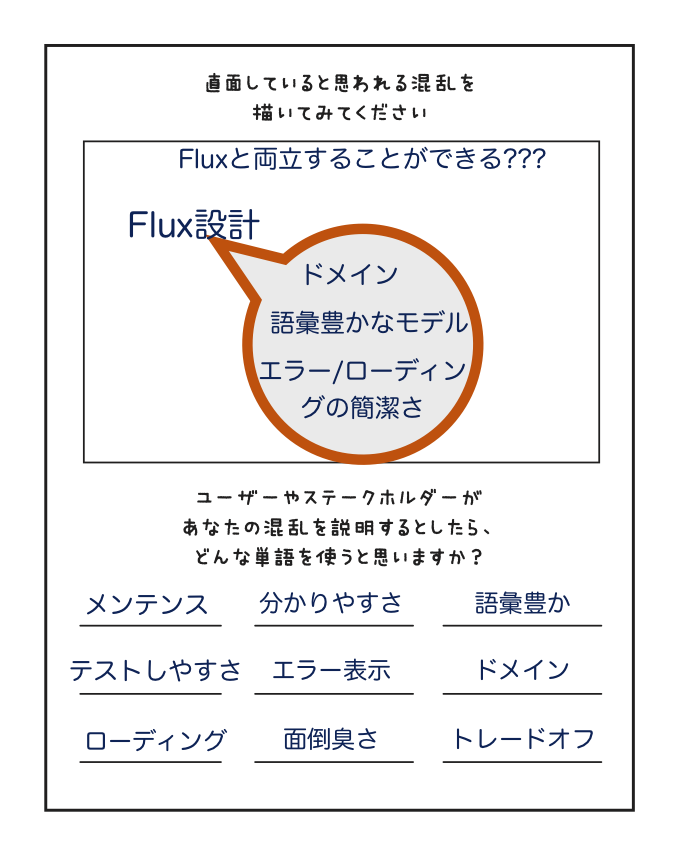 直面していると思われる混乱を
描いてみてください
Fluxと両立することができる???
Flux設計
ドメイン
語彙豊かなモデル
エラー/ローディン
グの簡潔さ
ユーザーやステークホルダーが
あなたの混乱を説明するとしたら、
どんな単語を使うと思いますか？
メンテンス 分かりやすさ 語彙豊か
テストしやすさ エラー表示 ドメイン
ローディング 面倒臭さ トレードオフ